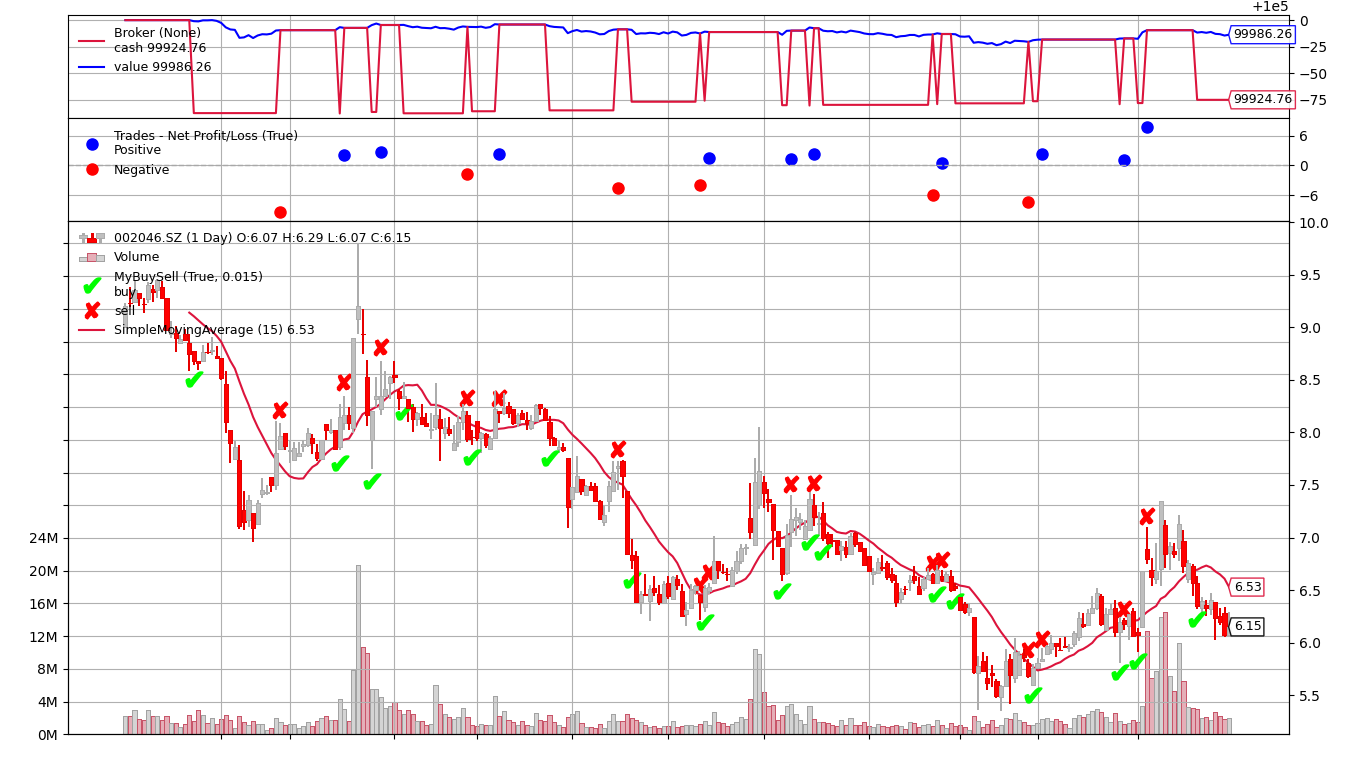 +1e5
Broker (None)
cash 99924.76
value 99986.26
0
99986.26
−25
−50
−75
99924.76
Trades - Net Profit/Loss (True)
Positive
Negative
6
0
−6
002046.SZ (1 Day) O:6.07 H:6.29 L:6.07 C:6.15
Volume
MyBuySell (True, 0.015)
buy
sell
SimpleMovingAverage (15) 6.53
10.0
9.5
9.0
8.5
8.0
7.5
7.0
6.5
6.53
6.15
6.0
5.5
24M
20M
16M
12M
8M
4M
0M